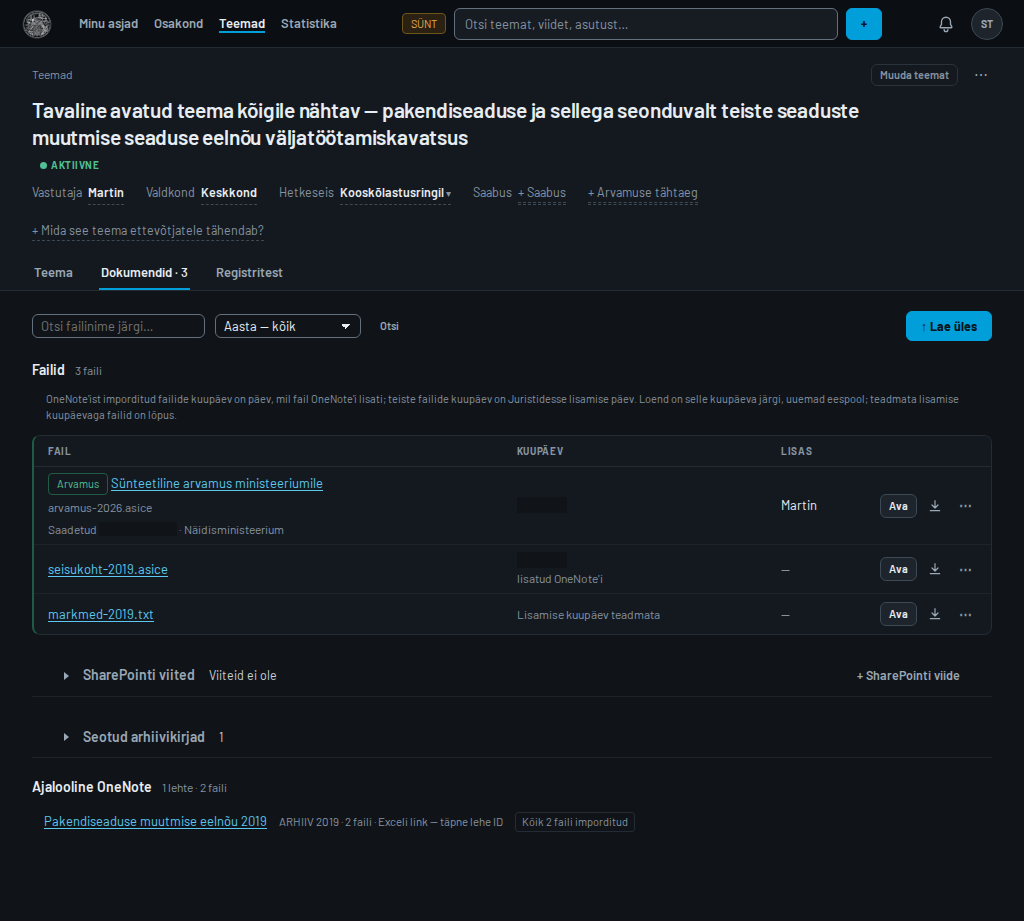 Minu asjad Osakond Teemad Statistika SÜNT Otsi teemat, viidet, asutust... + ST
Teemad Muuda teemat ···
Tavaline avatud teema kõigile nähtav — pakendiseaduse ja sellega seonduvalt teiste seaduste
muutmise seaduse eelnõu väljatöötamiskavatsus
AKTIIVNE
Vastutaja Martin Valdkond Keskkond Hetkeseis Kooskõlastusringil ▾ Saabus + Saabus + Arvamuse tähtaeg
+ Mida see teema ettevõtjatele tähendab?
Teema Dokumendid · 3 Registritest
Otsi failinime järgi... Aasta — kõik Otsi ↑ Lae üles
Failid 3 faili
OneNote'ist imporditud failide kuupäev on päev, mil fail OneNote'i lisati; teiste failide kuupäev on Juristidesse lisamise päev. Loend on selle kuupäeva järgi, uuemad eespool; teadmata lisamise
kuupäevaga failid on lõpus.
FAIL KUUPÄEV LISAS
Arvamus Sünteetiline arvamus ministeeriumile
arvamus-2026.asice
Saadetud · Näidisministeerium
Martin Ava ···
seisukoht-2019.asice
lisatud OneNote'i
— Ava ···
markmed-2019.txt Lisamise kuupäev teadmata — Ava ···
SharePointi viited Viiteid ei ole + SharePointi viide
Seotud arhiivikirjad 1
Ajalooline OneNote 1 lehte · 2 faili
Pakendiseaduse muutmise eelnõu 2019 ARHIIV 2019 · 2 faili · Exceli link — täpne lehe ID Kõik 2 faili imporditud